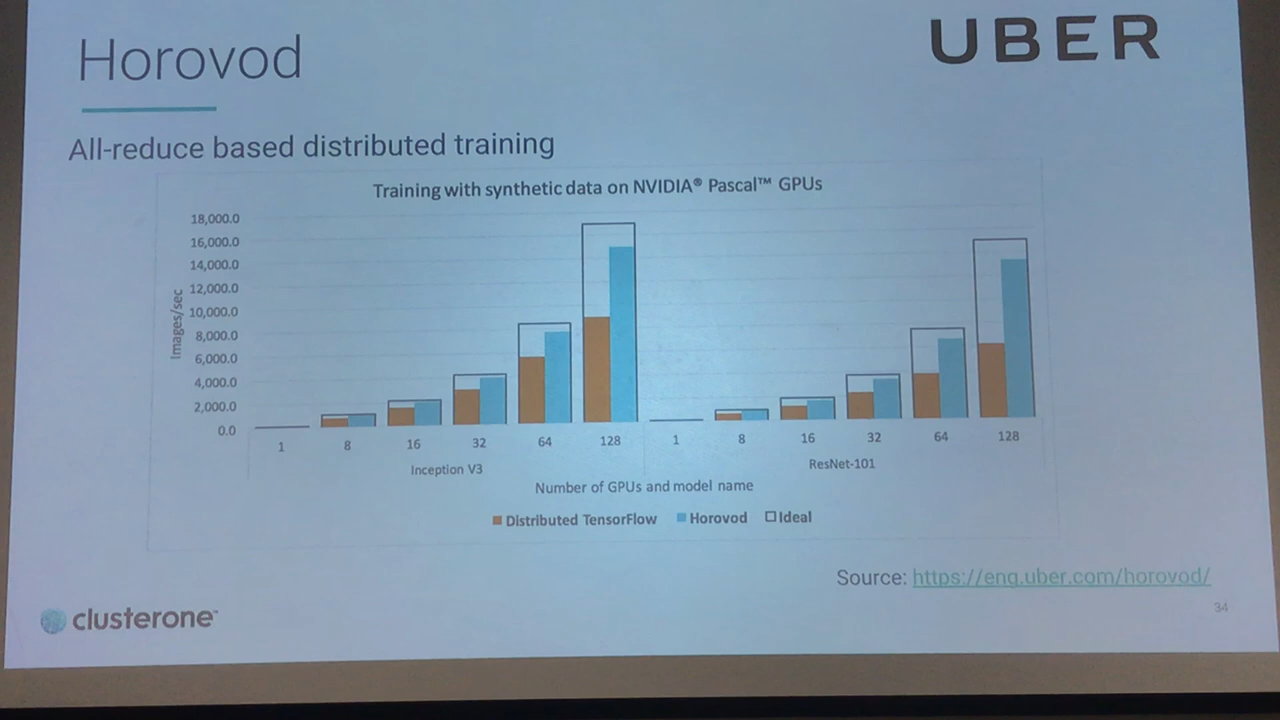 Horovod
UBER
All-reduce based distributed training
Training with synthetic data on NVIDIA® Pascal™ GPUs
Images/sec
18,000.0
16,000.0
14,000.0
12,000.0
10,000.0
8,000.0
6,000.0
4,000.0
2,000.0
0.0
1 8 16 32 64 128 1 8 16 32 64 128
Inception V3 ResNet-101
Number of GPUs and model name
Distributed TensorFlow Horovod Ideal
Source: https://eng.uber.com/horovod/
34
clusterone™